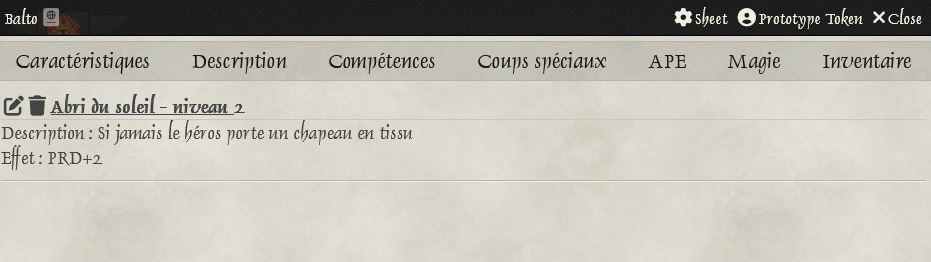 Balto Sheet Prototype Token Close
Caractéristiques Description Compétences Coups spéciaux APE Magie Inventaire
Abri du soleil - niveau 2
Description : Si jamais le héros porte un chapeau en tissu
Effet : PRD+2